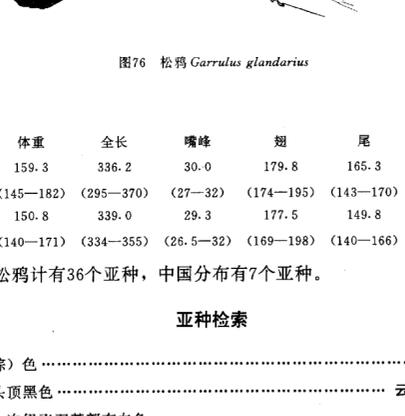 图76 松鸦 Garrulus glandarius
体重 全长 嘴峰 翅 尾
159.3 336.2 30.0 179.8 165.3
(145—182) (295—370) (27—32) (174—195) (143—170)
150.8 339.0 29.3 177.5 149.8
(140—171) (334—355) (26.5—32) (169—198) (140—166)
松鸦计有36个亚种，中国分布有7个亚种。
亚种检索
棕）色
头顶黑色 云